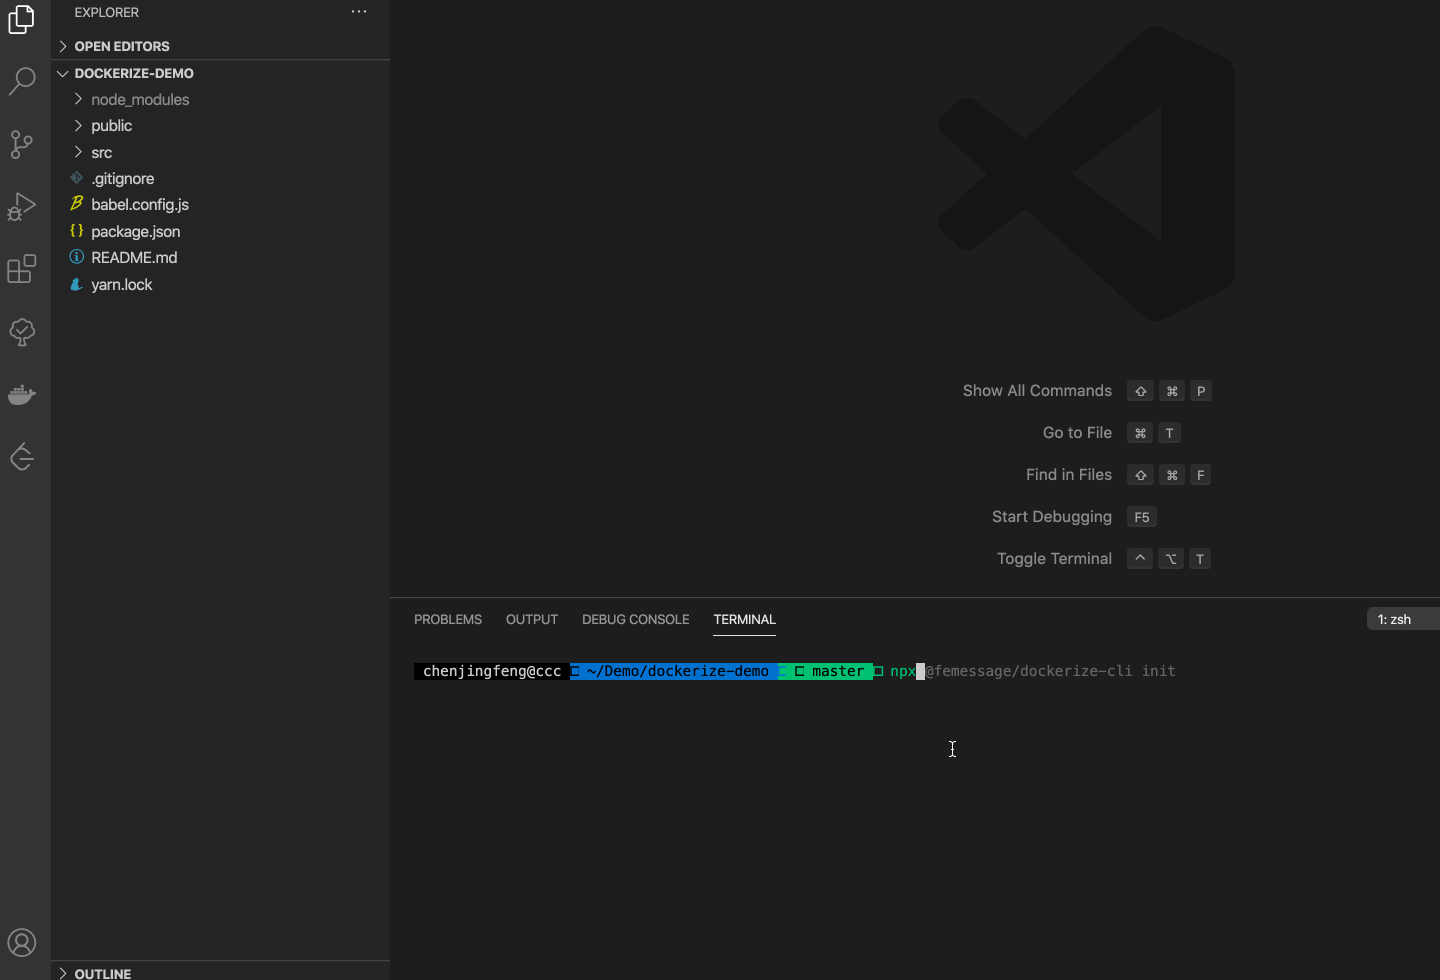 EXPLORER
OPEN EDITORS
DOCKERIZE-DEMO
node_modules
public
src
.gitignore
babel.config.js
package.json
README.md
yarn.lock
OUTLINE
Show All Commands ⇧ ⌘ P
Go to File ⌘ T
Find in Files ⇧ ⌘ F
Start Debugging F5
Toggle Terminal ^ ⌥ T
PROBLEMS OUTPUT DEBUG CONSOLE TERMINAL
1: zsh
chenjingfeng@ccc ~/Demo/dockerize-demo master npx @femessage/dockerize-cli init